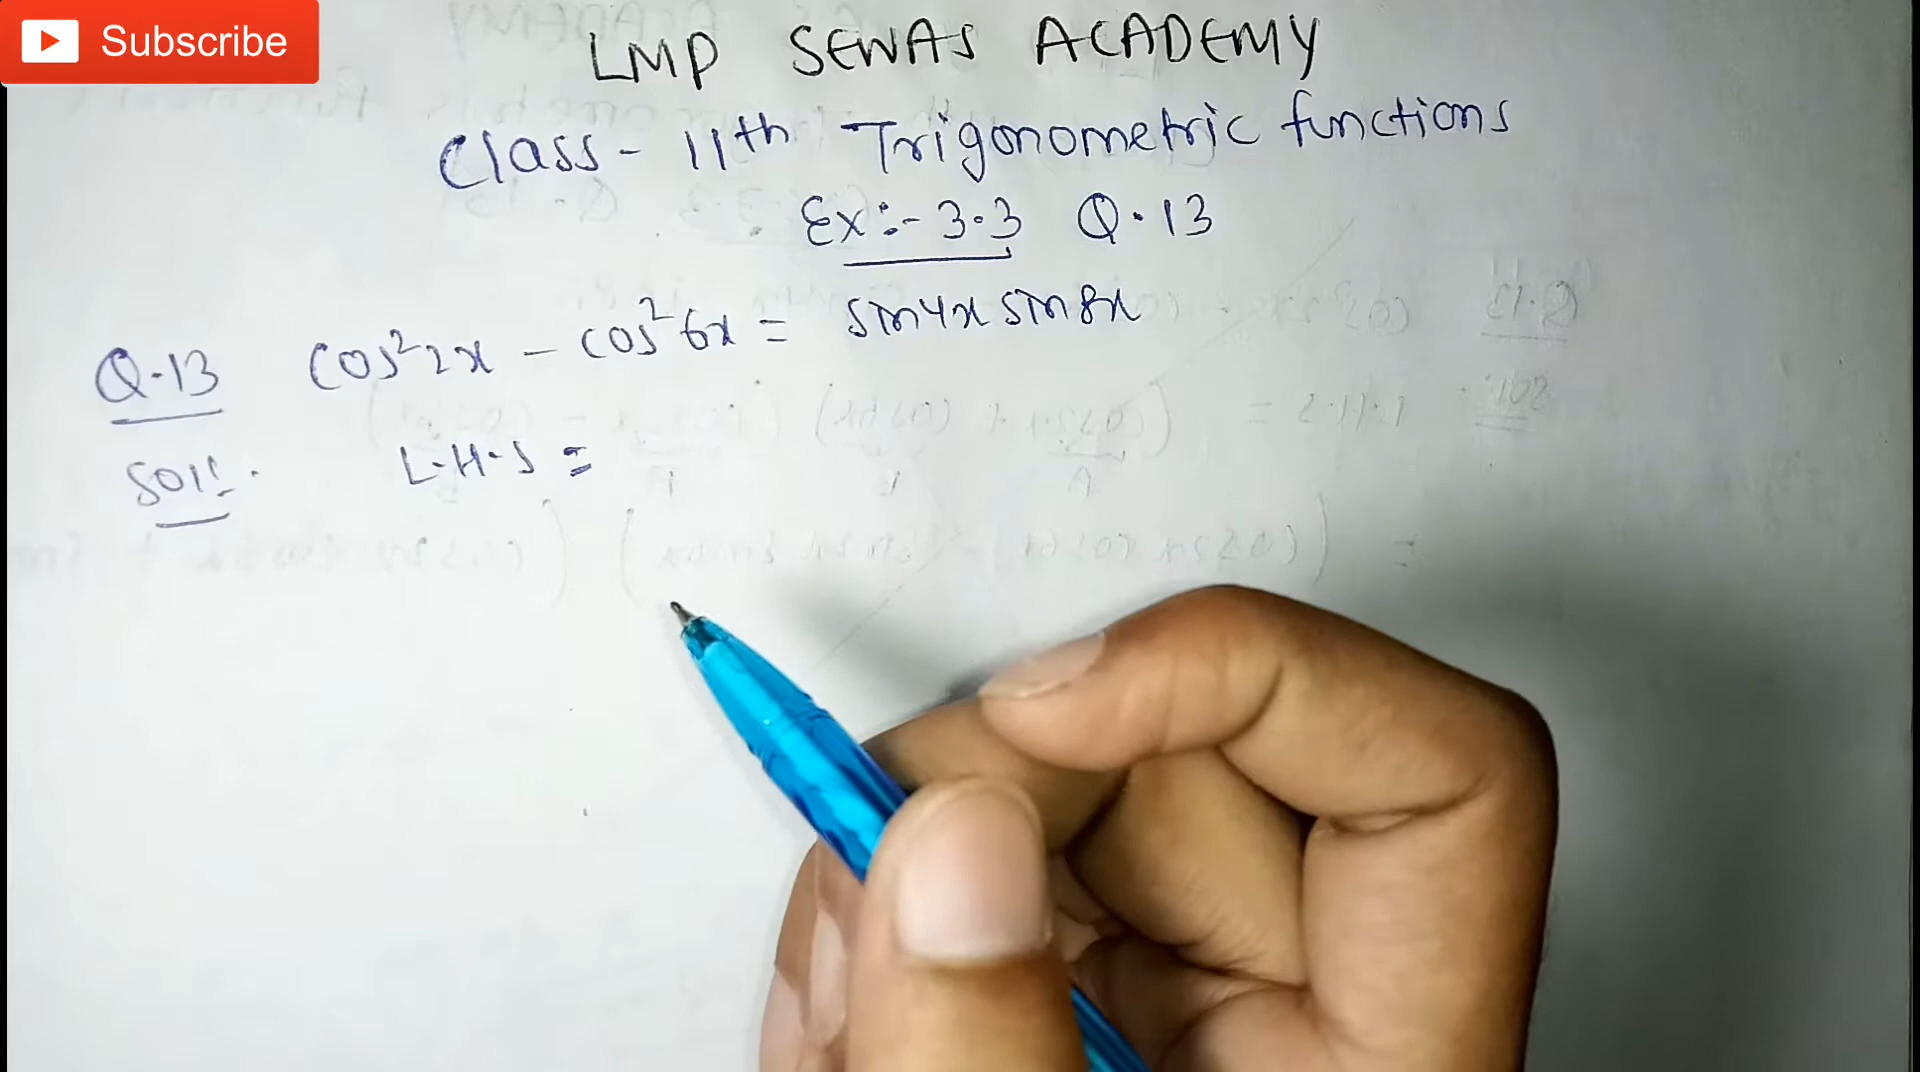 Subscribe
LMP SEWAS ACADEMY
Class - 11th Trigonometric functions
Ex:- 3.3 Q.13
Q.13 cos²2x - cos²6x = sin4x sin8x
Sol:. L.H.S =